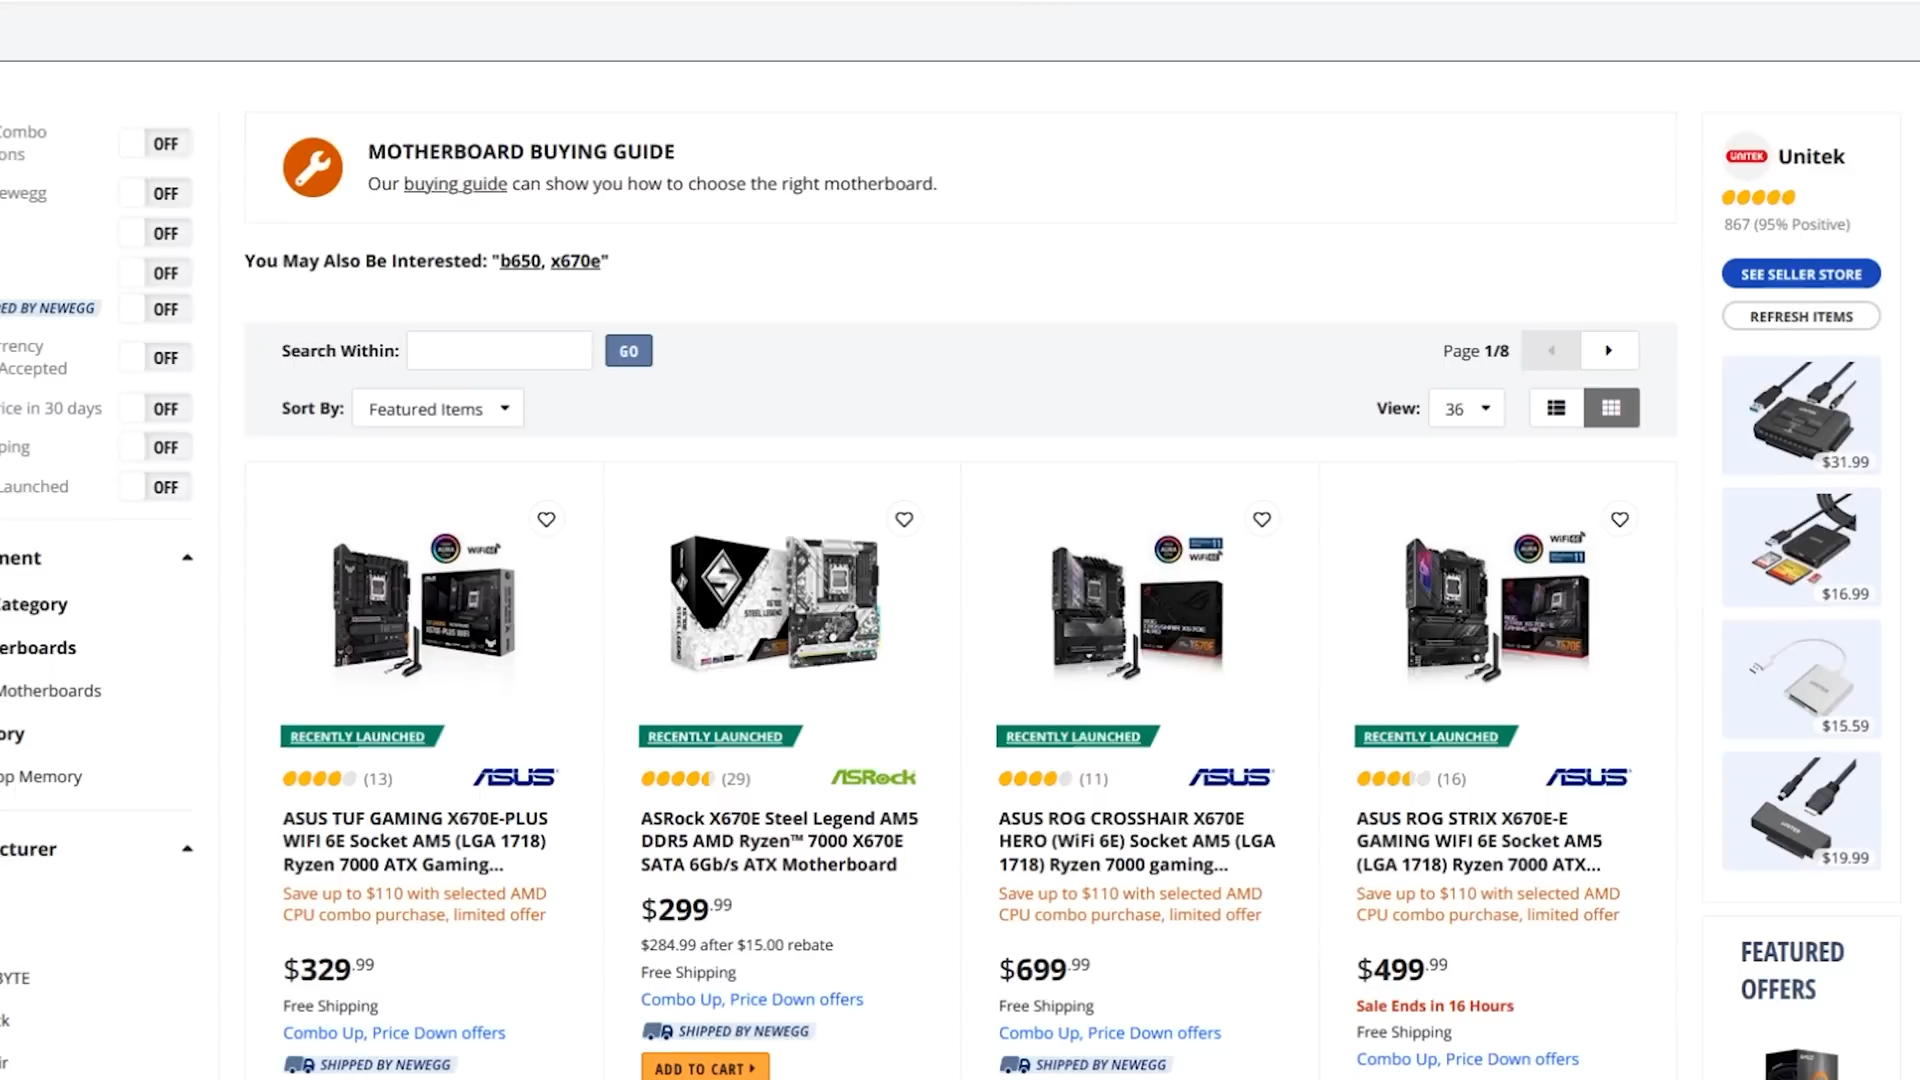 Combo
ons
OFF
ewegg
OFF
OFF
OFF
PED BY NEWEGG
OFF
rrency
Accepted
OFF
ice in 30 days
OFF
ping
OFF
Launched
OFF
ment
Category
erboards
Motherboards
ory
op Memory
cturer
BYTE
ck
ir
MOTHERBOARD BUYING GUIDE
Our buying guide can show you how to choose the right motherboard.
You May Also Be Interested: "b650, x670e"
Search Within:
GO
Page 1/8
Sort By: Featured Items
View: 36
RECENTLY LAUNCHED
(13) ASUS
ASUS TUF GAMING X670E-PLUS
WIFI 6E Socket AM5 (LGA 1718)
Ryzen 7000 ATX Gaming...
Save up to $110 with selected AMD
CPU combo purchase, limited offer
$329.99
Free Shipping
Combo Up, Price Down offers
SHIPPED BY NEWEGG
RECENTLY LAUNCHED
(29) ASRock
ASRock X670E Steel Legend AM5
DDR5 AMD Ryzen™ 7000 X670E
SATA 6Gb/s ATX Motherboard
$299.99
$284.99 after $15.00 rebate
Free Shipping
Combo Up, Price Down offers
SHIPPED BY NEWEGG
ADD TO CART
RECENTLY LAUNCHED
(11) ASUS
ASUS ROG CROSSHAIR X670E
HERO (WiFi 6E) Socket AM5 (LGA
1718) Ryzen 7000 gaming...
Save up to $110 with selected AMD
CPU combo purchase, limited offer
$699.99
Free Shipping
Combo Up, Price Down offers
SHIPPED BY NEWEGG
RECENTLY LAUNCHED
(16) ASUS
ASUS ROG STRIX X670E-E
GAMING WIFI 6E Socket AM5
(LGA 1718) Ryzen 7000 ATX...
Save up to $110 with selected AMD
CPU combo purchase, limited offer
$499.99
Sale Ends in 16 Hours
Free Shipping
Combo Up, Price Down offers
UNITEK Unitek
867 (95% Positive)
SEE SELLER STORE
REFRESH ITEMS
$31.99
$16.99
$15.59
$19.99
FEATURED
OFFERS